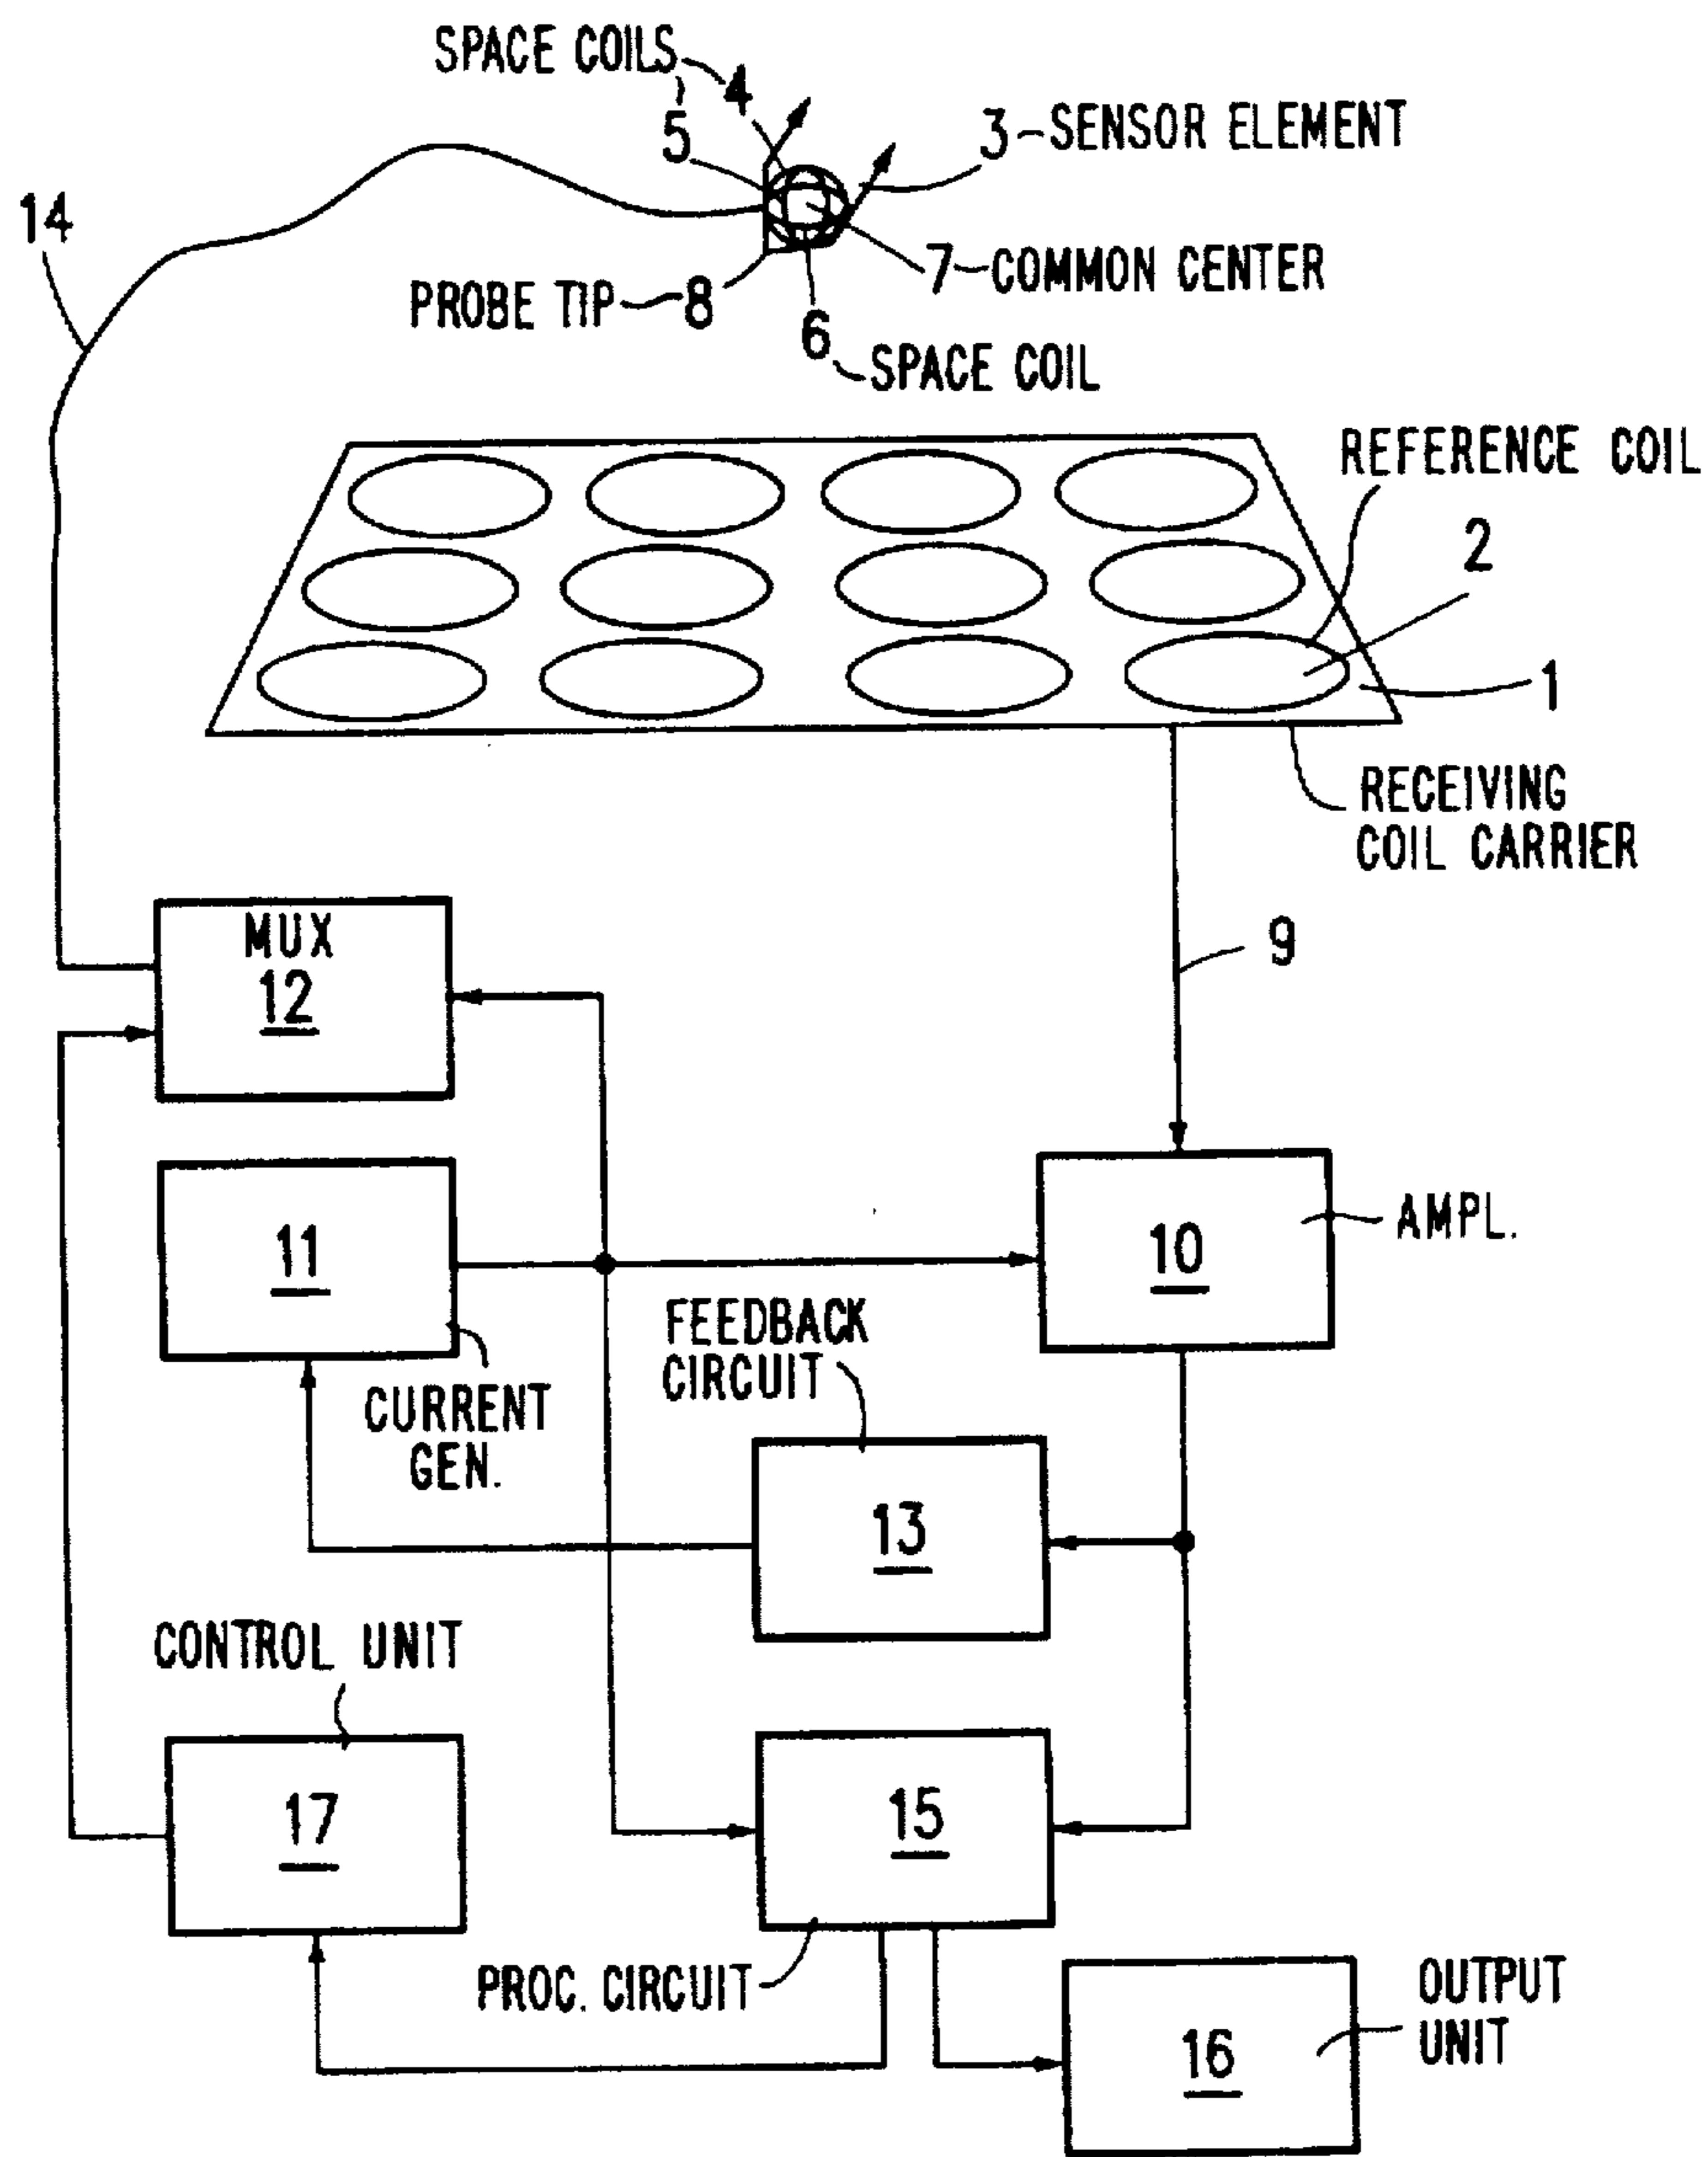 SPACE COILS 4
5
3 SENSOR ELEMENT
14
7 COMMON CENTER
PROBE TIP 8
6
SPACE COIL
REFERENCE COIL
2
1
RECEIVING
COIL CARRIER
MUX
12
9
11
10
AMPL.
FEEDBACK
CIRCUIT
CURRENT
GEN.
13
CONTROL UNIT
17
15
PROC. CIRCUIT
OUTPUT
UNIT
16